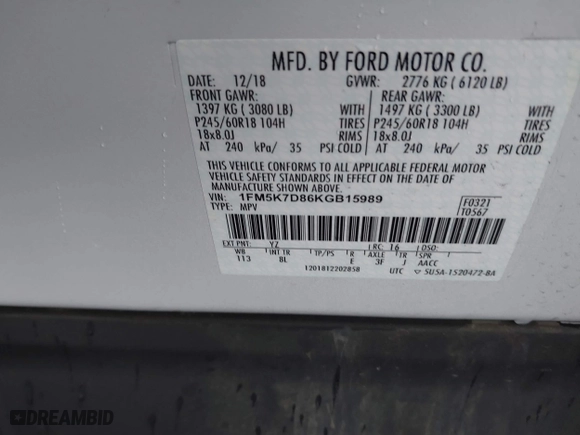 MFD. BY FORD MOTOR CO.
DATE: 12/18 GVWR: 2776 KG ( 6120 LB)
FRONT GAWR: REAR GAWR:
1397 KG ( 3080 LB) WITH 1497 KG ( 3300 LB) WITH
P245/60R18 104H TIRES P245/60R18 104H TIRES
18x8.0J RIMS 18x8.0J RIMS
AT 240 kPa/ 35 PSI COLD AT 240 kPa/ 35 PSI COLD
THIS VEHICLE CONFORMS TO ALL APPLICABLE FEDERAL MOTOR
VEHICLE SAFETY STANDARDS IN EFFECT ON THE DATE OF
MANUFACTURE SHOWN ABOVE.
VIN: 1FM5K7D86KGB15989
TYPE: MPV
F0321
T0567
EXT PNT: YZ RC: 16 DSO:
WB INT TR TP/PS R AXLE TR SPR
113 8L E 3F J AACC
1201812202858 UTC SU5A-1520472-BA
DREAMBID